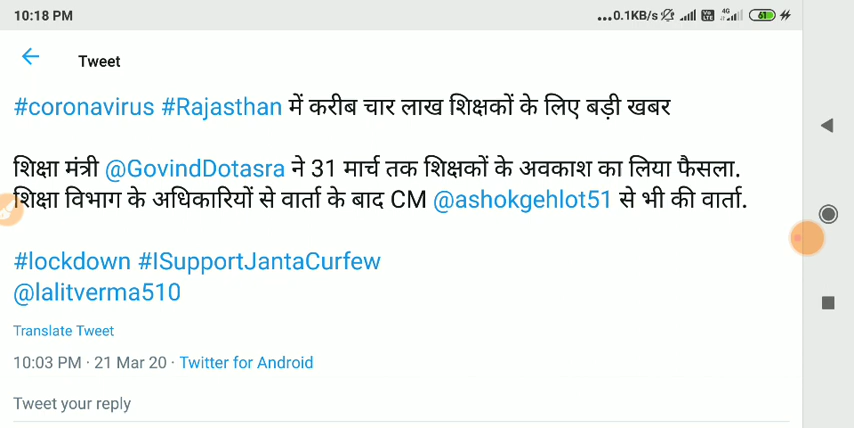 10:18 PM
...0.1KB/s 4G 61
Tweet
#coronavirus #Rajasthan में करीब चार लाख शिक्षकों के लिए बड़ी खबर
शिक्षा मंत्री @GovindDotasra ने 31 मार्च तक शिक्षकों के अवकाश का लिया फैसला.
शिक्षा विभाग के अधिकारियों से वार्ता के बाद CM @ashokgehlot51 से भी की वार्ता.
#lockdown #ISupportJantaCurfew
@lalitverma510
Translate Tweet
10:03 PM · 21 Mar 20 · Twitter for Android
Tweet your reply